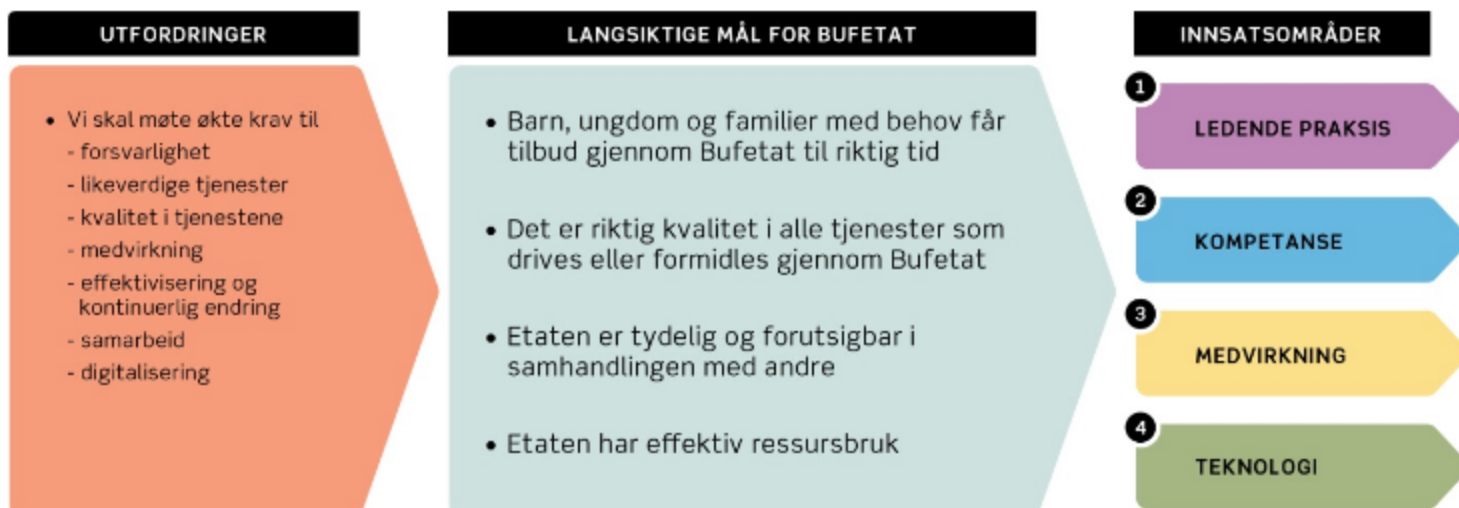 UTFORDRINGER
• Vi skal møte økte krav til
- forsvarlighet
- likeverdige tjenester
- kvalitet i tjenestene
- medvirkning
- effektivisering og
kontinuerlig endring
- samarbeid
- digitalisering
LANGSIKTIGE MÅL FOR BUFETAT
• Barn, ungdom og familier med behov får
tilbud gjennom Bufetat til riktig tid
• Det er riktig kvalitet i alle tjenester som
drives eller formidles gjennom Bufetat
• Etaten er tydelig og forutsigbar i
samhandlingen med andre
• Etaten har effektiv ressursbruk
INNSATSOMRÅDER
1
LEDENDE PRAKSIS
2
KOMPETANSE
3
MEDVIRKNING
4
TEKNOLOGI